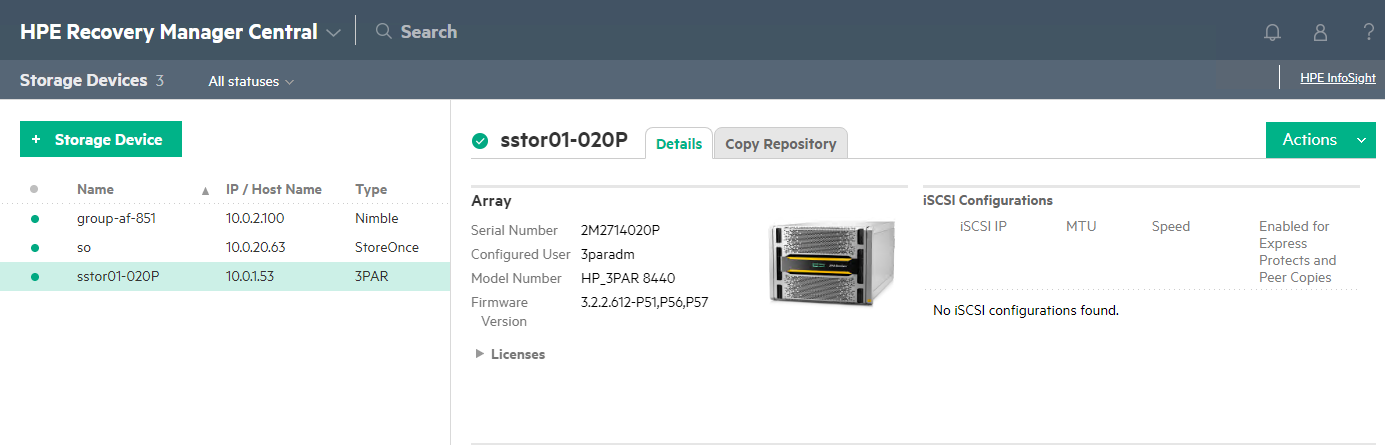 HPE Recovery Manager Central Search
?
Storage Devices 3 All statuses HPE InfoSight
+ Storage Device
sstor01-020P Details Copy Repository Actions
Name IP / Host Name Type
group-af-851 10.0.2.100 Nimble
so 10.0.20.63 StoreOnce
sstor01-020P 10.0.1.53 3PAR
Array
Serial Number 2M2714020P
Configured User 3paradm
Model Number HP_3PAR 8440
Firmware 3.2.2.612-P51,P56,P57
Version
Licenses
iSCSI Configurations
iSCSI IP MTU Speed Enabled for
Express
Protects and
Peer Copies
No iSCSI configurations found.